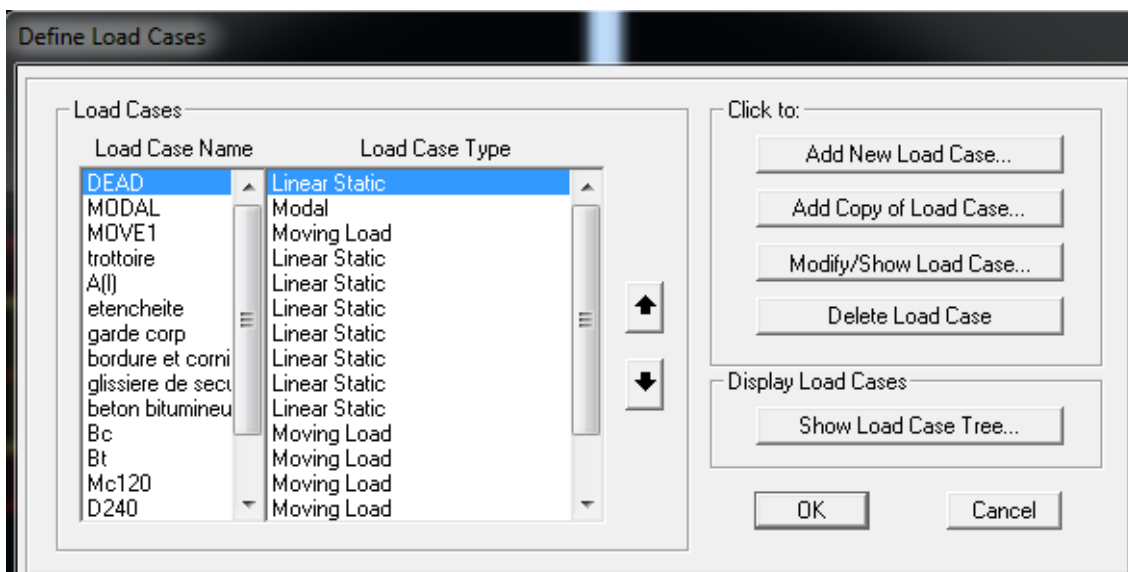 Define Load Cases
Load Cases
Load Case Name Load Case Type
DEAD Linear Static
MODAL Modal
MOVE1 Moving Load
trottoire Linear Static
A(l) Linear Static
etencheite Linear Static
garde corp Linear Static
bordure et corni Linear Static
glissiere de secu Linear Static
beton bitumineu Linear Static
Bc Moving Load
Bt Moving Load
Mc120 Moving Load
D240 Moving Load
Click to:
Add New Load Case...
Add Copy of Load Case...
Modify/Show Load Case...
Delete Load Case
Display Load Cases
Show Load Case Tree...
OK Cancel